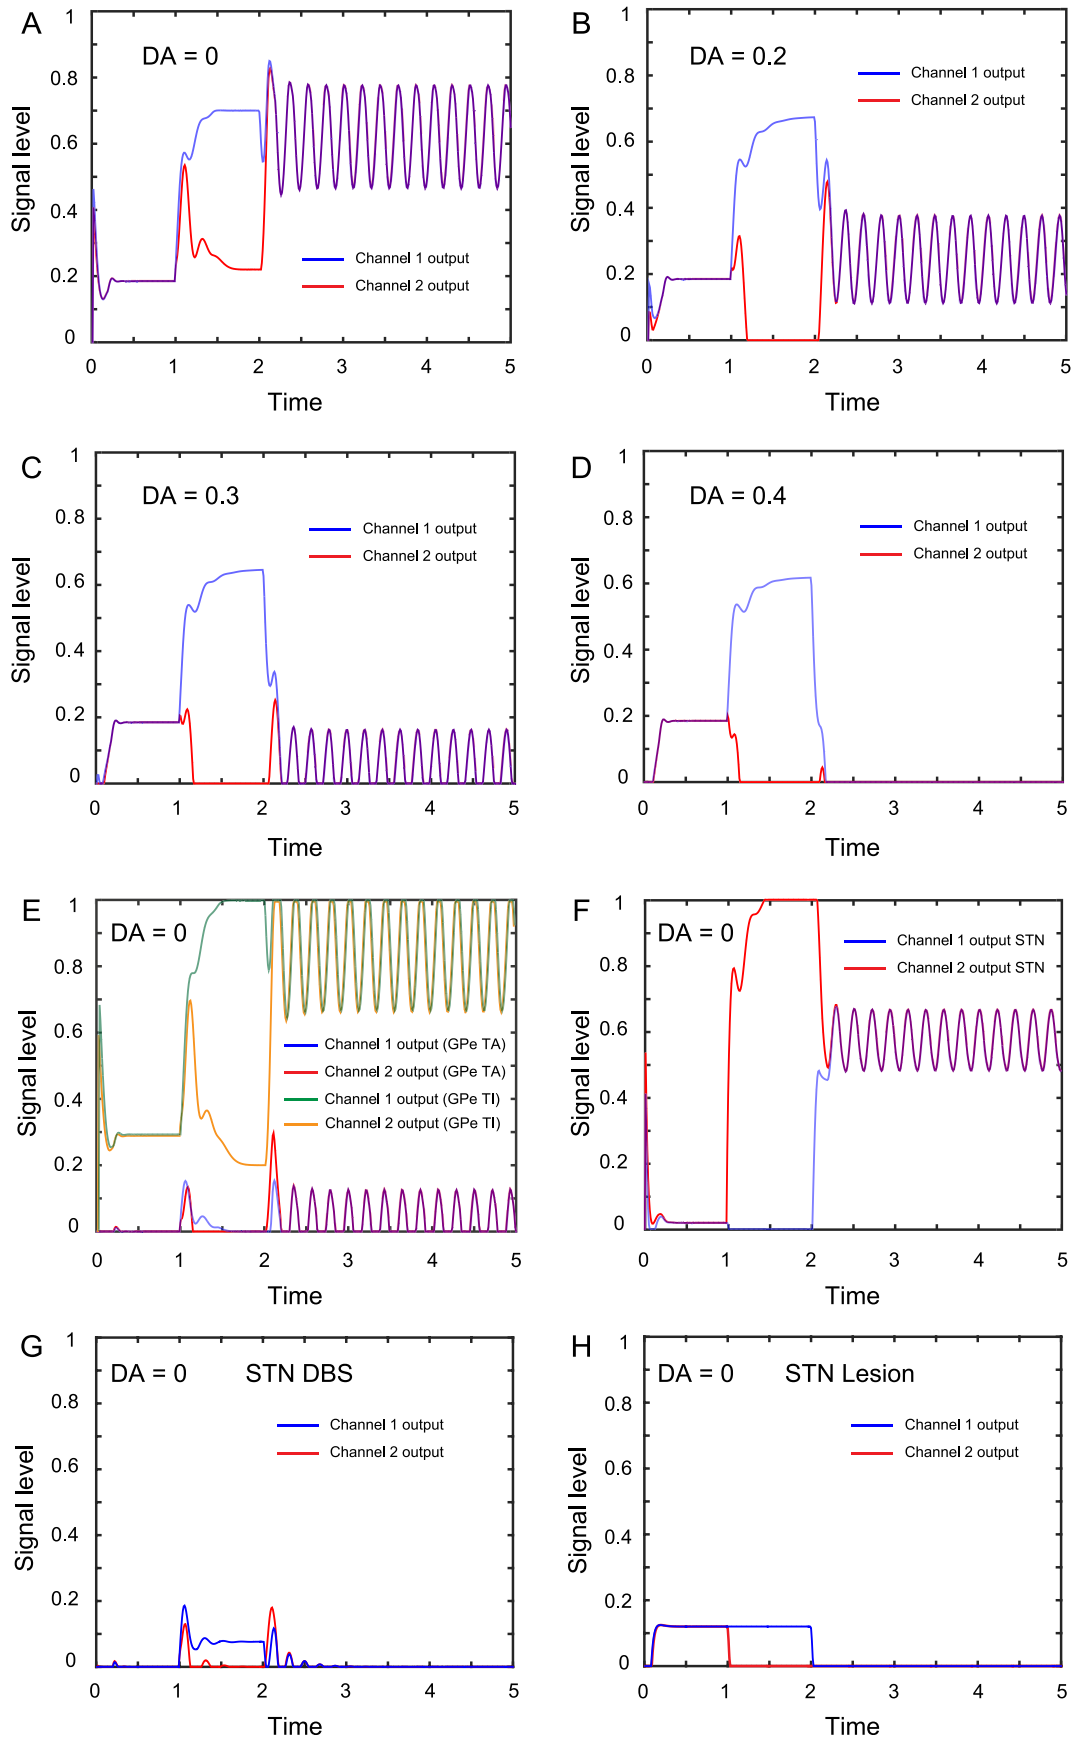 A
DA = 0
1
0.8
0.6
0.4
0.2
0
Signal level
Channel 1 output
Channel 2 output
0 1 2 3 4 5
Time
B
DA = 0.2
1
0.8
0.6
0.4
0.2
0
Signal level
Channel 1 output
Channel 2 output
0 1 2 3 4 5
Time
C
DA = 0.3
1
0.8
0.6
0.4
0.2
0
Signal level
Channel 1 output
Channel 2 output
0 1 2 3 4 5
Time
D
DA = 0.4
1
0.8
0.6
0.4
0.2
0
Signal level
Channel 1 output
Channel 2 output
0 1 2 3 4 5
Time
E
DA = 0
1
0.8
0.6
0.4
0.2
0
Signal level
Channel 1 output (GPe TA)
Channel 2 output (GPe TA)
Channel 1 output (GPe TI)
Channel 2 output (GPe TI)
0 1 2 3 4 5
Time
F
DA = 0
1
0.8
0.6
0.4
0.2
0
Signal level
Channel 1 output STN
Channel 2 output STN
0 1 2 3 4 5
Time
G
DA = 0 STN DBS
1
0.8
0.6
0.4
0.2
0
Signal level
Channel 1 output
Channel 2 output
0 1 2 3 4 5
Time
H
DA = 0 STN Lesion
1
0.8
0.6
0.4
0.2
0
Signal level
Channel 1 output
Channel 2 output
0 1 2 3 4 5
Time